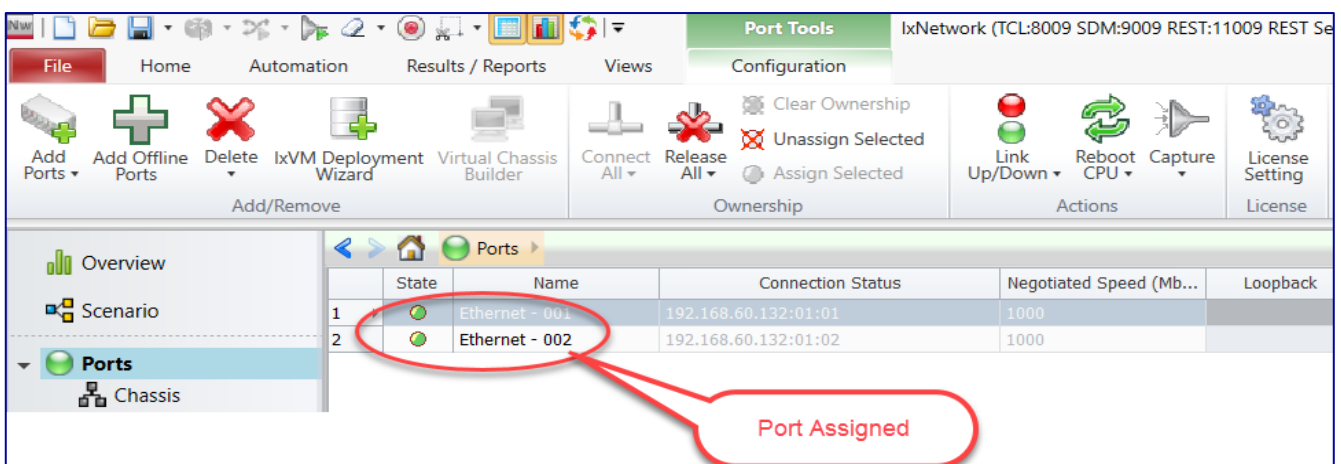 Nw
Port Tools
IxNetwork (TCL:8009 SDM:9009 REST:11009 REST Se
File Home Automation Results / Reports Views Configuration
Add Ports
Add Offline Ports
Delete
IxVM Deployment Wizard
Virtual Chassis Builder
Connect All
Release All
Clear Ownership
Unassign Selected
Assign Selected
Link Up/Down
Reboot CPU
Capture
License Setting
Add/Remove Ownership Actions License
Overview
Scenario
Ports
Chassis
Ports
State Name Connection Status Negotiated Speed (Mb... Loopback
1 Ethernet - 001 192.168.60.132:01:01 1000
2 Ethernet - 002 192.168.60.132:01:02 1000
Port Assigned